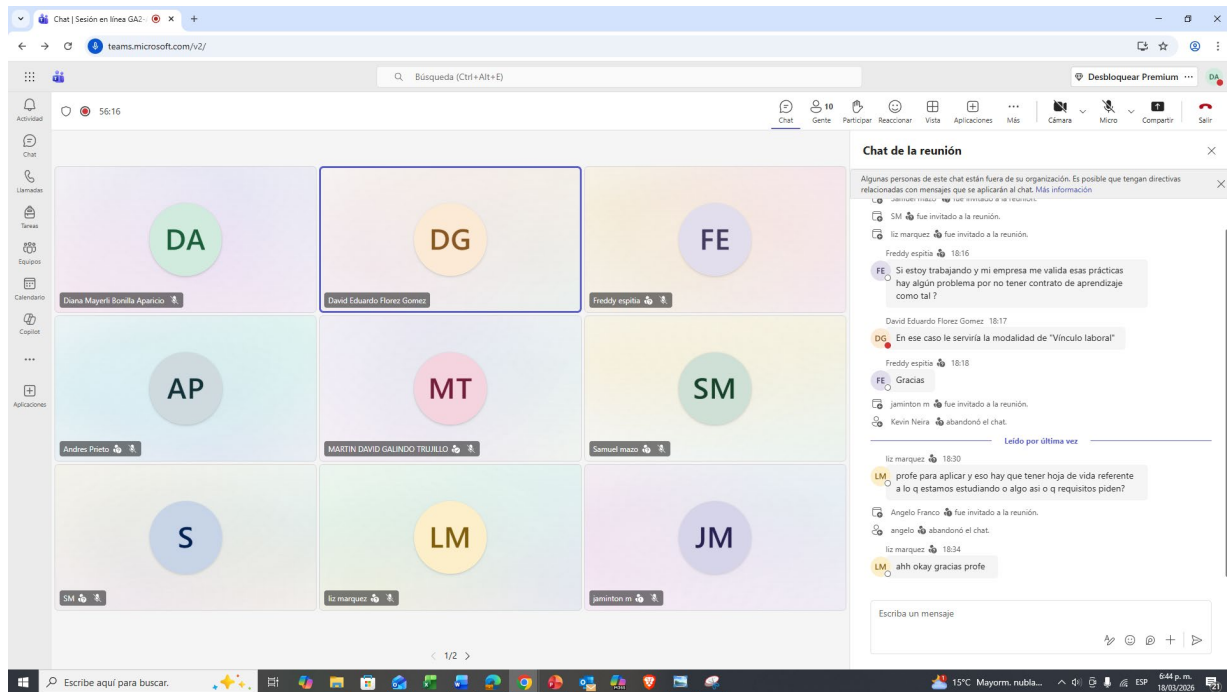 Chat | Sesión en línea GA2-
teams.microsoft.com/v2/
Búsqueda (Ctrl+Alt+E)
Desbloquear Premium
DA
56:16
Chat
10
Gente
Participar
Reaccionar
Vista
Aplicaciones
Más
Cámara
Micro
Compartir
Salir
Actividad
Chat
Llamadas
Tareas
Equipos
Calendario
Copilot
Aplicaciones
DA
Diana Mayerli Bonilla Aparicio
DG
David Eduardo Florez Gomez
FE
Freddy espitia
AP
Andres Prieto
MT
MARTIN DAVID GALINDO TRUJILLO
SM
Samuel mazo
S
SM
LM
liz marquez
JM
jaminton m
1/2
Chat de la reunión
Algunas personas de este chat están fuera de su organización. Es posible que tengan directivas
relacionadas con mensajes que se aplicarán al chat. Más información
Samuel mazo fue invitado a la reunión.
SM fue invitado a la reunión.
liz marquez fue invitado a la reunión.
Freddy espitia 18:16
FE
Si estoy trabajando y mi empresa me valida esas prácticas
hay algún problema por no tener contrato de aprendizaje
como tal ?
David Eduardo Florez Gomez 18:17
DG
En ese caso le serviría la modalidad de "Vínculo laboral"
Freddy espitia 18:18
FE
Gracias
jaminton m fue invitado a la reunión.
Kevin Neira abandonó el chat.
Leído por última vez
liz marquez 18:30
LM
profe para aplicar y eso hay que tener hoja de vida referente
a lo q estamos estudiando o algo asi o q requisitos piden?
Angelo Franco fue invitado a la reunión.
angelo abandonó el chat.
liz marquez 18:34
LM
ahh okay gracias profe
Escriba un mensaje
Escribe aquí para buscar.
15°C Mayorm. nubla...
ESP
6:44 p. m.
18/03/2026